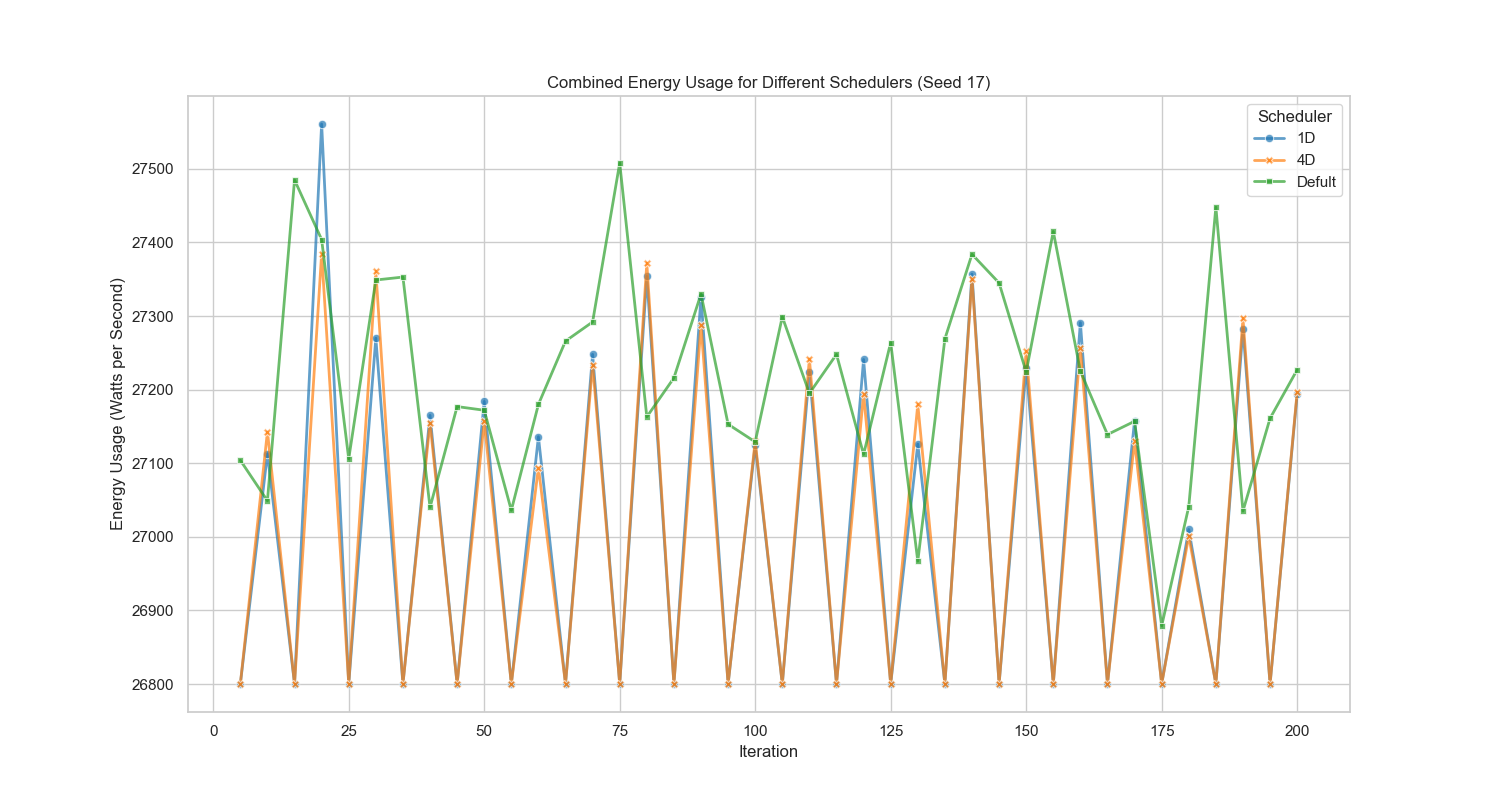 Combined Energy Usage for Different Schedulers (Seed 17)
Scheduler
1D
4D
Defult
Energy Usage (Watts per Second)
27500
27400
27300
27200
27100
27000
26900
26800
0 25 50 75 100 125 150 175 200
Iteration